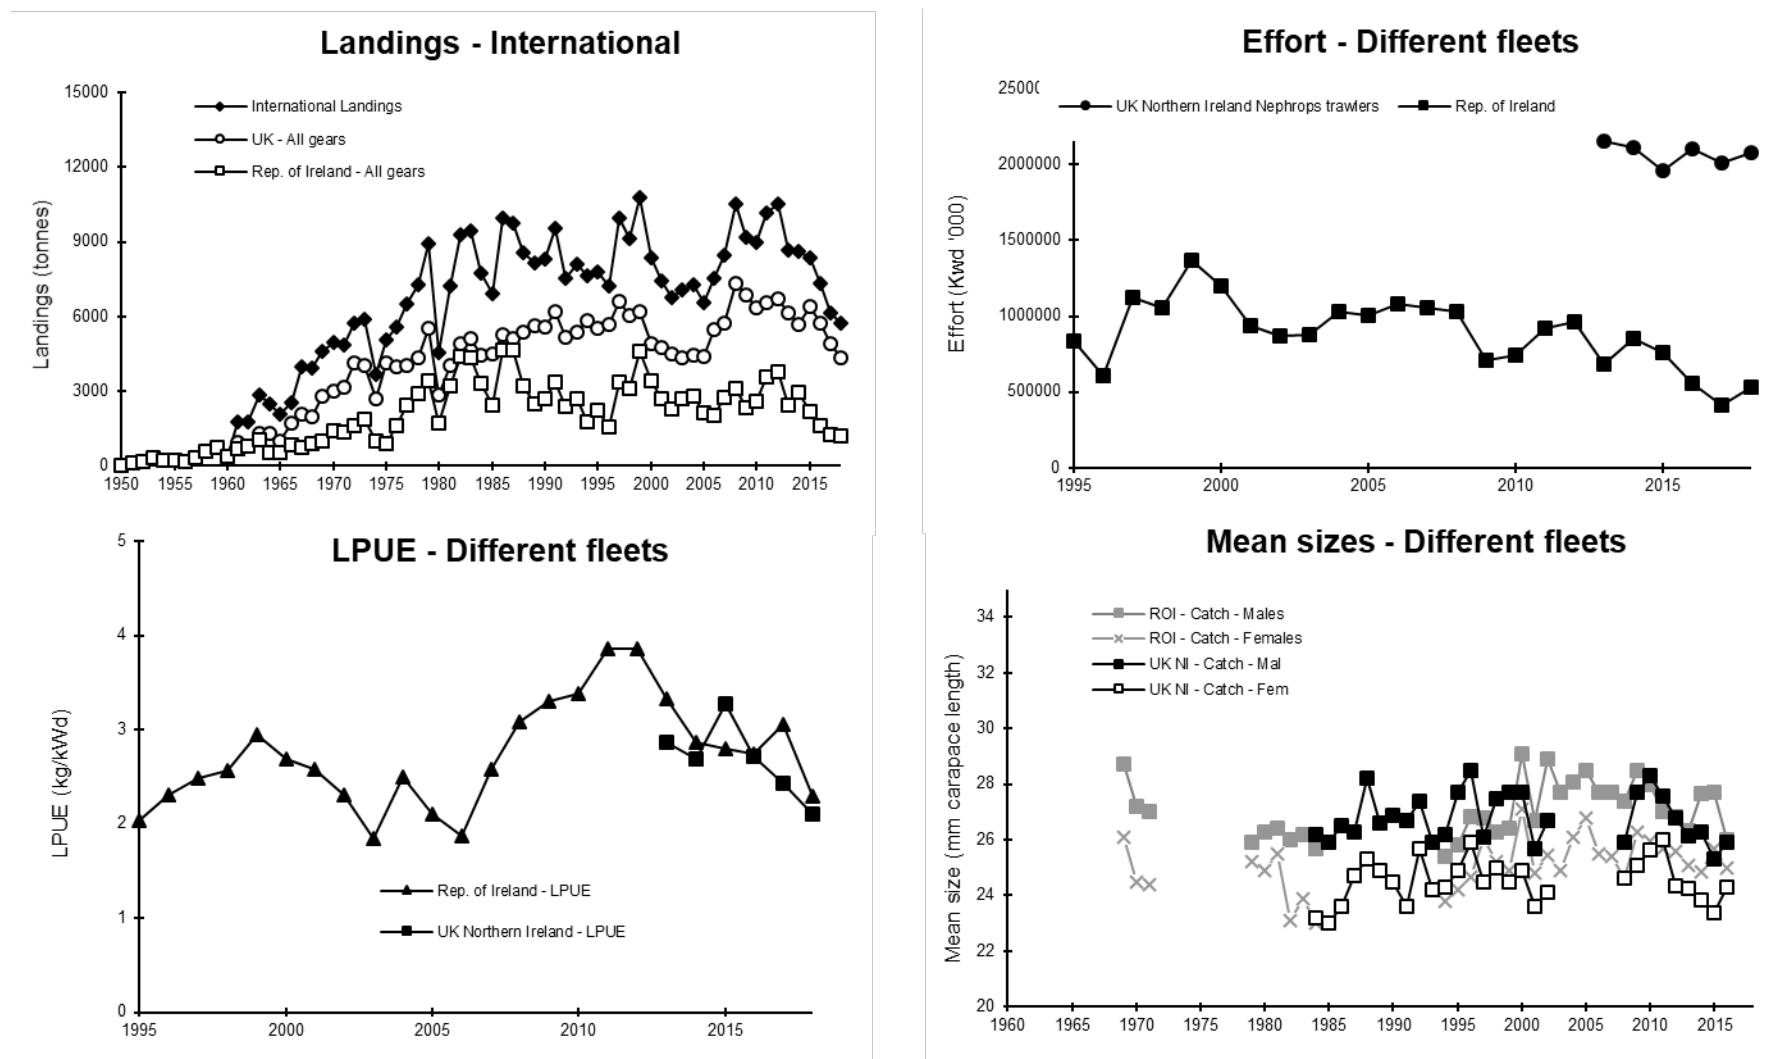 Landings - International
15000
12000
9000
6000
3000
0
Landings (tonnes)
International Landings
UK - All gears
Rep. of Ireland - All gears
1950 1955 1960 1965 1970 1975 1980 1985 1990 1995 2000 2005 2010 2015
Effort - Different fleets
2500
2000000
1500000
1000000
500000
0
Effort (Kwd '000)
UK Northern Ireland Nephrops trawlers
Rep. of Ireland
1995 2000 2005 2010 2015
LPUE - Different fleets
5
4
3
2
1
0
LPUE (kg/kWd)
Rep. of Ireland - LPUE
UK Northern Ireland - LPUE
1995 2000 2005 2010 2015
Mean sizes - Different fleets
34
32
30
28
26
24
22
20
Mean size (mm carapace length)
ROI - Catch - Males
ROI - Catch - Females
UK NI - Catch - Mal
UK NI - Catch - Fem
1960 1965 1970 1975 1980 1985 1990 1995 2000 2005 2010 2015